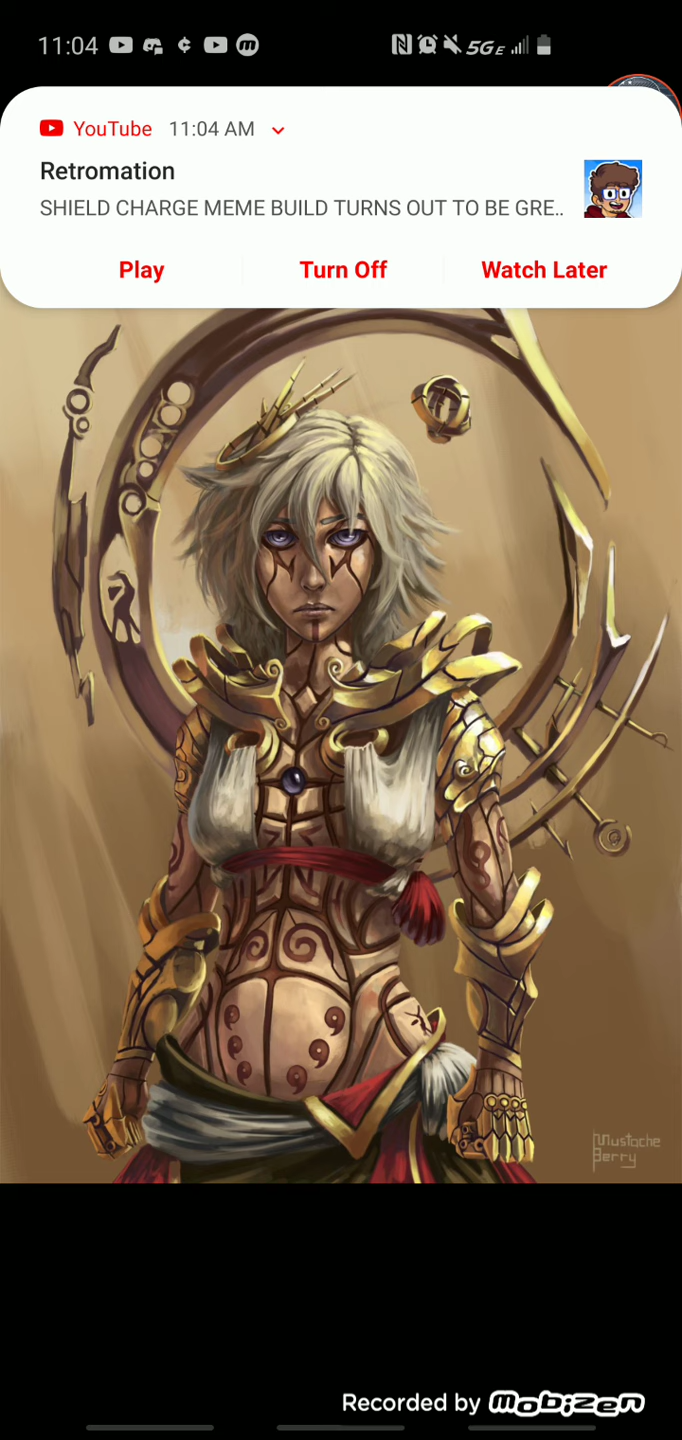 11:04 5GE
YouTube 11:04 AM
Retromation
SHIELD CHARGE MEME BUILD TURNS OUT TO BE GRE..
Play Turn Off Watch Later
Mustache
Berry
Recorded by mobizen